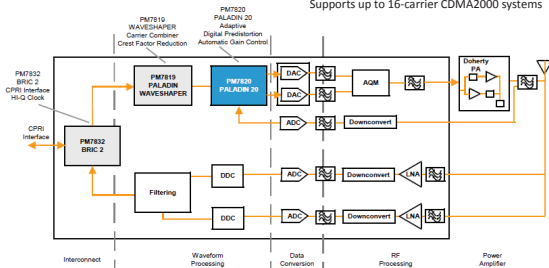 Supports up to 16-carrier CDMA2000 systems
PM7819
WAVESHAPER
Carrier Combiner
Crest Factor Reduction
PM7820
PALADIN 20
Adaptive
Digital Predistortion
Automatic Gain Control
PM7832
BRIC 2
CPRI Interface
HI-Q Clock
CPRI
Interface
PM7832
BRIC 2
PM7819
PALADIN
WAVESHAPER
PM7820
PALADIN 20
DAC
DAC
ADC
AQM
Downconvert
Doherty
PA
Filtering
DDC
DDC
ADC
ADC
Downconvert
Downconvert
LNA
LNA
Interconnect
Waveform
Processing
Data
Conversion
RF
Processing
Power
Amplifier